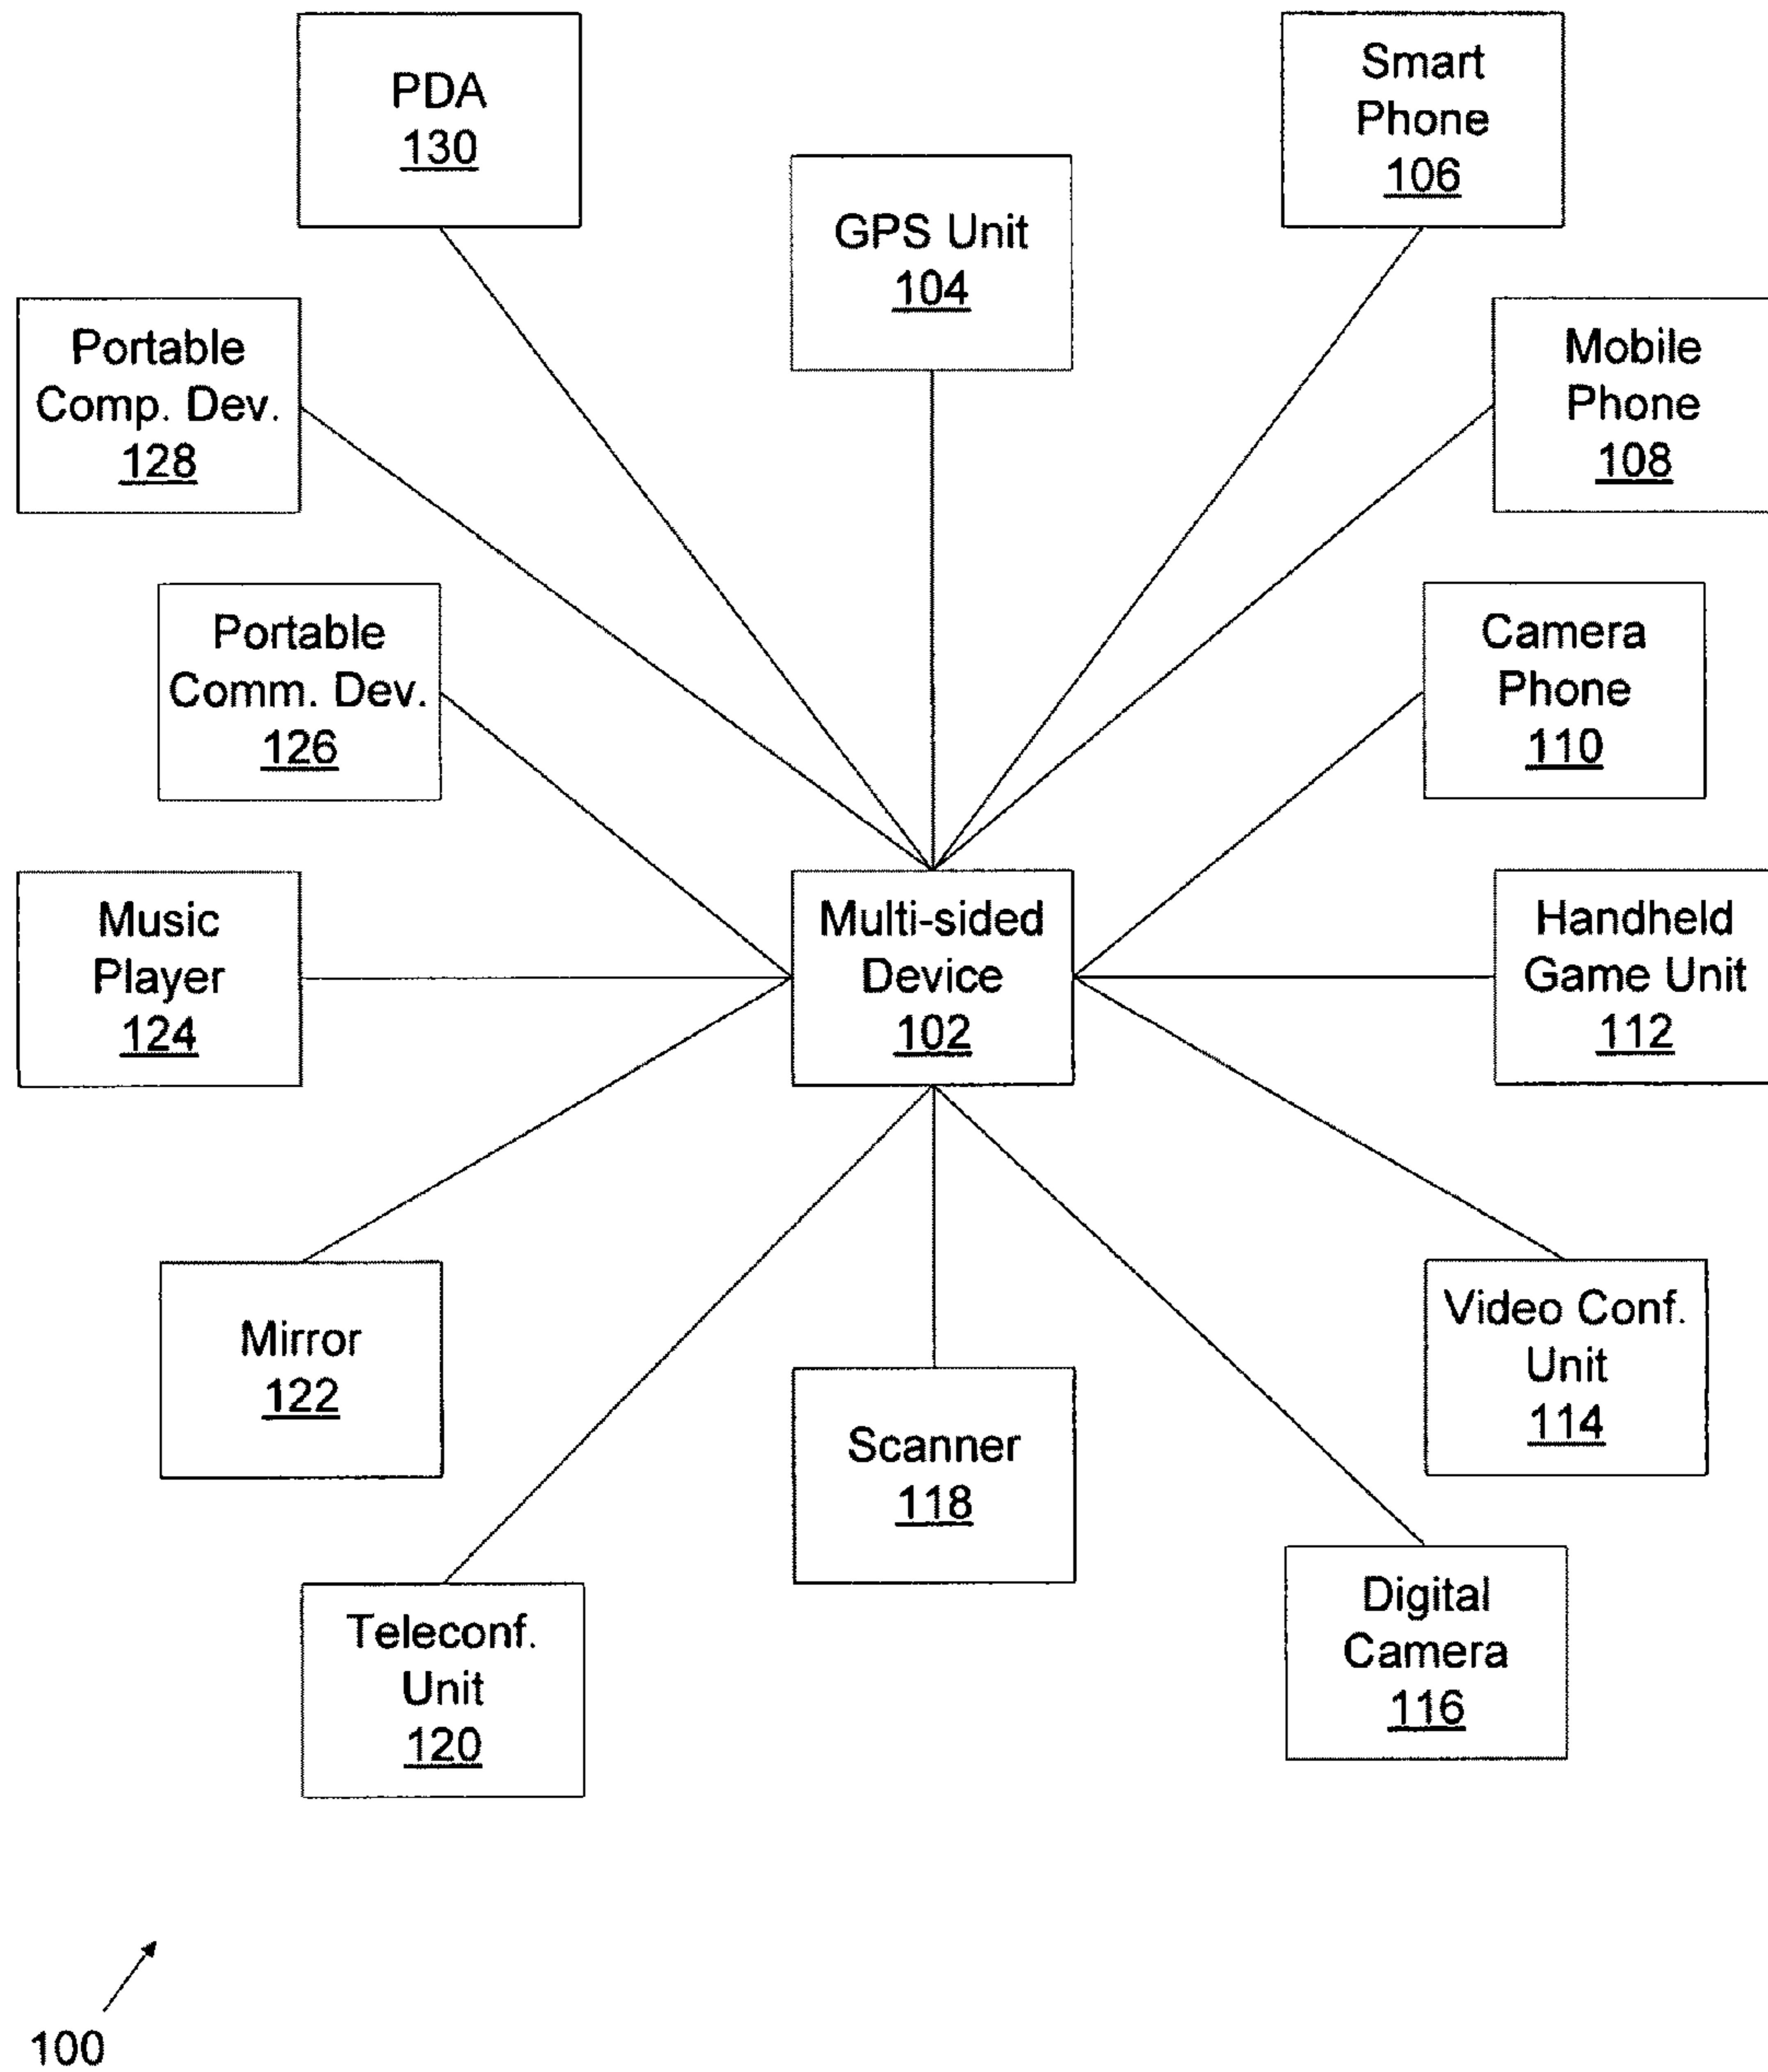 PDA
130
Smart
Phone
106
GPS Unit
104
Portable
Comp. Dev.
128
Mobile
Phone
108
Portable
Comm. Dev.
126
Camera
Phone
110
Music
Player
124
Multi-sided
Device
102
Handheld
Game Unit
112
Mirror
122
Video Conf.
Unit
114
Scanner
118
Teleconf.
Unit
120
Digital
Camera
116
100